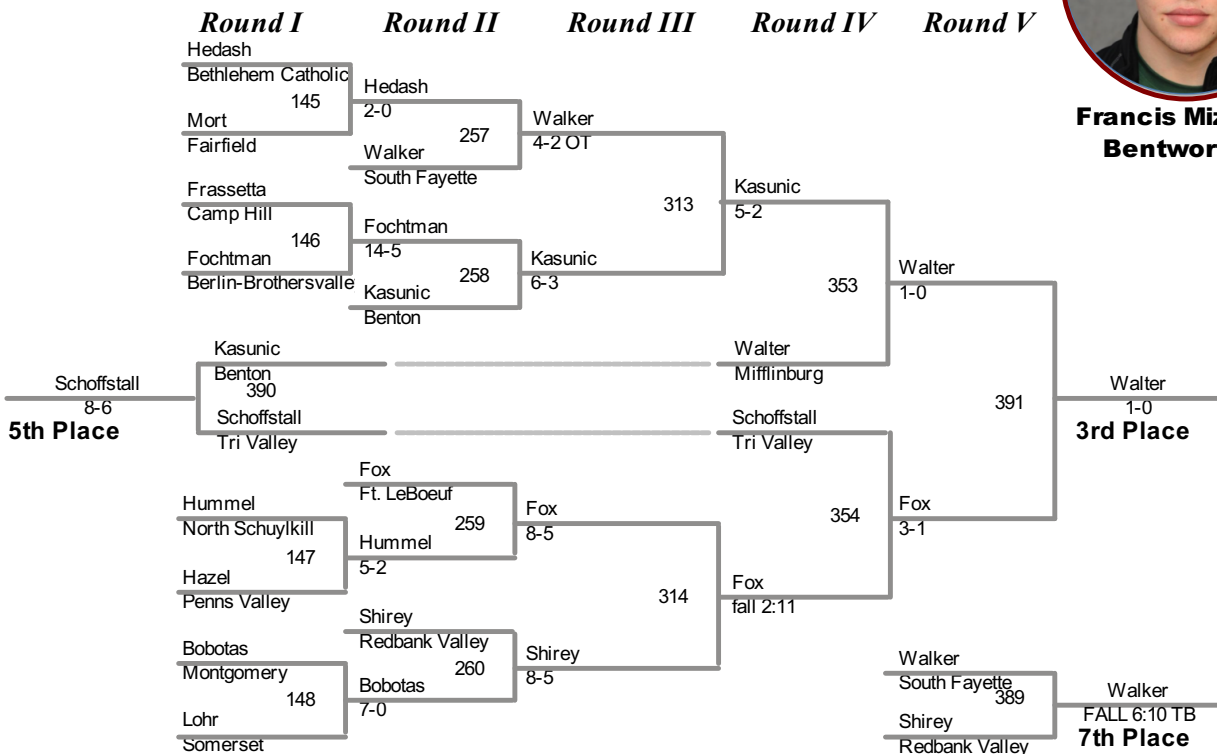 Round I Round II Round III Round IV Round V
Hedash
Bethlehem Catholic
145
Mort
Fairfield
Hedash
2-0
257
Walker
South Fayette
Walker
4-2 OT
Frassetta
Camp Hill
146
Fochtman
Berlin-Brothersvalle
Fochtman
14-5
258
Kasunic
Benton
Kasunic
6-3
313
Kasunic
5-2
353
Walter
Mifflinburg
Walter
1-0
Kasunic
Benton
390
Schoffstall
Tri Valley
Schoffstall
8-6
5th Place
Schoffstall
Tri Valley
391
Walter
1-0
3rd Place
Fox
Ft. LeBoeuf
259
Hummel
North Schuylkill
147
Hazel
Penns Valley
Hummel
5-2
Fox
8-5
354
Fox
3-1
314
Fox
fall 2:11
Shirey
Redbank Valley
260
Bobotas
Montgomery
148
Lohr
Somerset
Bobotas
7-0
Shirey
8-5
Walker
South Fayette
389
Shirey
Redbank Valley
Walker
FALL 6:10 TB
7th Place
Francis Miz
Bentwor